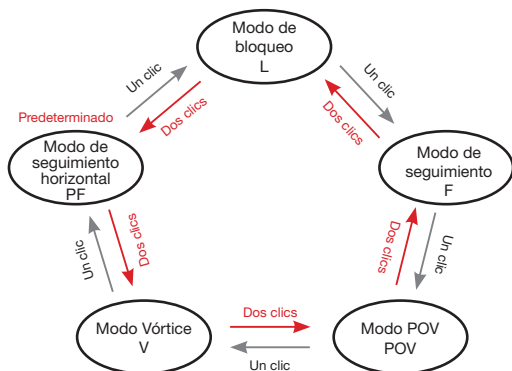 Modo de
bloqueo
L
Un clic
Un clic
Dos clics
Dos clics
Predeterminado
Modo de
seguimiento
horizontal
PF
Modo de
seguimiento
F
Un clic
Dos clics
Dos clics
Un clic
Modo Vórtice
V
Dos clics
Un clic
Modo POV
POV